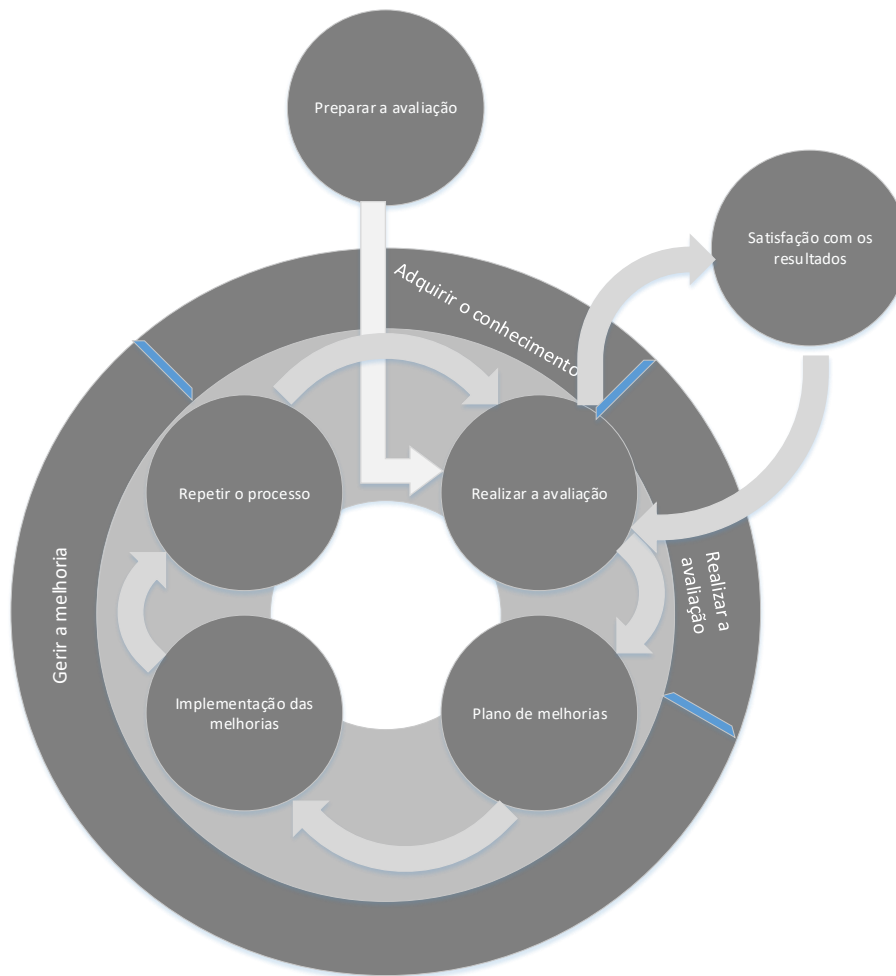 Preparar a avaliação
Satisfação com os
resultados
Adquirir o conhecimento
Repetir o processo
Realizar a avaliação
Realizar a
avaliação
Gerir a melhoria
Implementação das
melhorias
Plano de melhorias